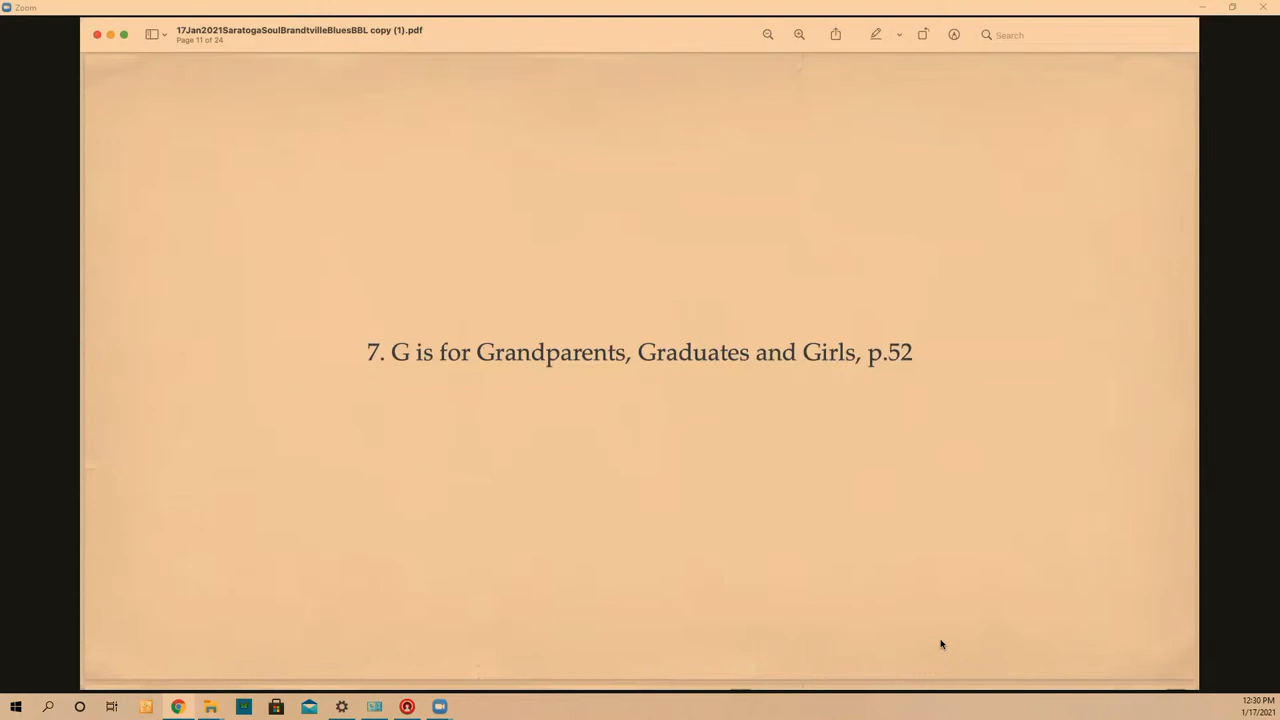 Zoom
17Jan2021SaratogaSoulBrandtvilleBluesBBL copy (1).pdf
Page 11 of 24
Search
7. G is for Grandparents, Graduates and Girls, p.52
12:30 PM
1/17/2021